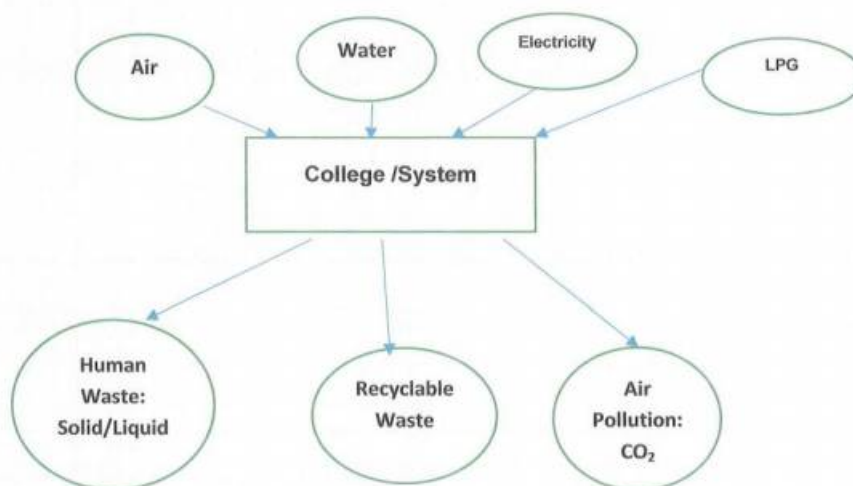 Air
Water
Electricity
LPG
College /System
Human
Waste:
Solid/Liquid
Recyclable
Waste
Air
Pollution:
CO₂